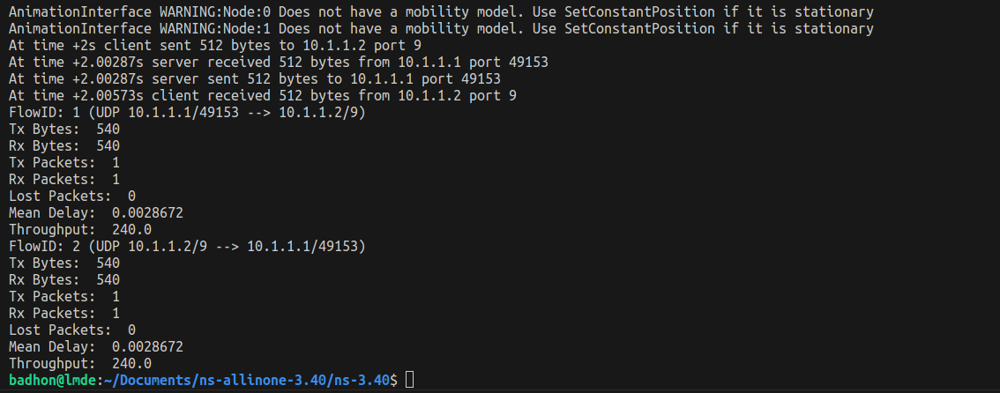 AnimationInterface WARNING:Node:0 Does not have a mobility model. Use SetConstantPosition if it is stationary
AnimationInterface WARNING:Node:1 Does not have a mobility model. Use SetConstantPosition if it is stationary
At time +2s client sent 512 bytes to 10.1.1.2 port 9
At time +2.00287s server received 512 bytes from 10.1.1.1 port 49153
At time +2.00287s server sent 512 bytes to 10.1.1.1 port 49153
At time +2.00573s client received 512 bytes from 10.1.1.2 port 9
FlowID: 1 (UDP 10.1.1.1/49153 --> 10.1.1.2/9)
Tx Bytes:  540
Rx Bytes:  540
Tx Packets:  1
Rx Packets:  1
Lost Packets:  0
Mean Delay:  0.0028672
Throughput:  240.0
FlowID: 2 (UDP 10.1.1.2/9 --> 10.1.1.1/49153)
Tx Bytes:  540
Rx Bytes:  540
Tx Packets:  1
Rx Packets:  1
Lost Packets:  0
Mean Delay:  0.0028672
Throughput:  240.0
badhon@lmde:~/Documents/ns-allinone-3.40/ns-3.40$